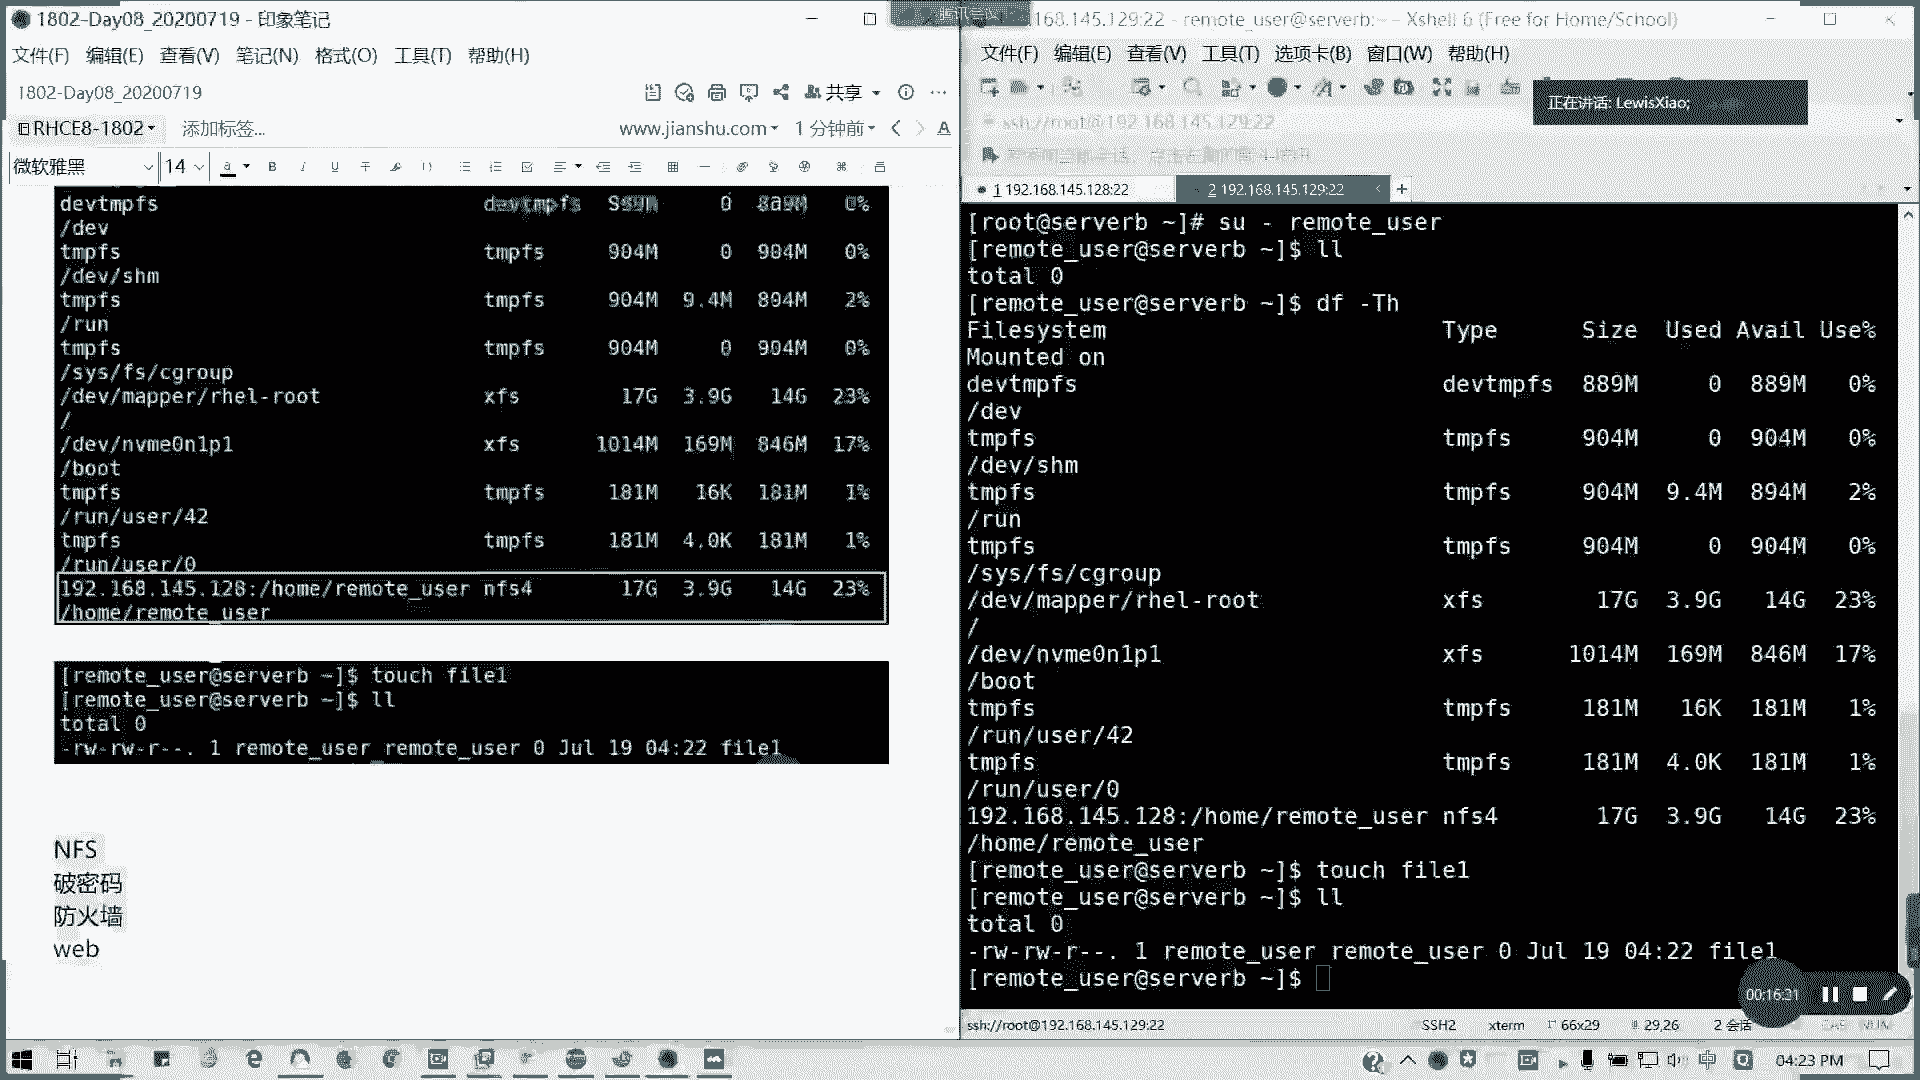 1802-Day08_20200719 - 印象笔记
文件(F) 编辑(E) 查看(V) 笔记(N) 格式(O) 工具(T) 帮助(H)
1802-Day08_20200719
共享
RHCE8-1802
添加标签...
www.jianshu.com
1 分钟前
微软雅黑
14
devtmpfs devtmpfs 889M 0 889M 0%
/dev
tmpfs tmpfs 904M 0 904M 0%
/dev/shm
tmpfs tmpfs 904M 9.4M 894M 2%
/run
tmpfs tmpfs 904M 0 904M 0%
/sys/fs/cgroup
/dev/mapper/rhel-root xfs 17G 3.9G 14G 23%
/
/dev/nvme0n1p1 xfs 1014M 169M 846M 17%
/boot
tmpfs tmpfs 181M 16K 181M 1%
/run/user/42
tmpfs tmpfs 181M 4.0K 181M 1%
/run/user/0
192.168.145.128:/home/remote_user nfs4 17G 3.9G 14G 23%
/home/remote_user
[remote_user@serverb ~]$ touch file1
[remote_user@serverb ~]$ ll
total 0
-rw-rw-r--. 1 remote_user remote_user 0 Jul 19 04:22 file1
NFS
破密码
防火墙
web
192.168.145.129:22 - remote_user@serverb:~ - Xshell 6 (Free for Home/School)
文件(F) 编辑(E) 查看(V) 工具(T) 选项卡(B) 窗口(W) 帮助(H)
正在讲话: LewisXiao;
ssh://root@192.168.145.129:22
1 192.168.145.128:22
2 192.168.145.129:22
[root@serverb ~]# su - remote_user
[remote_user@serverb ~]$ ll
total 0
[remote_user@serverb ~]$ df -Th
Filesystem Type Size Used Avail Use%
Mounted on
devtmpfs devtmpfs 889M 0 889M 0%
/dev
tmpfs tmpfs 904M 0 904M 0%
/dev/shm
tmpfs tmpfs 904M 9.4M 894M 2%
/run
tmpfs tmpfs 904M 0 904M 0%
/sys/fs/cgroup
/dev/mapper/rhel-root xfs 17G 3.9G 14G 23%
/
/dev/nvme0n1p1 xfs 1014M 169M 846M 17%
/boot
tmpfs tmpfs 181M 16K 181M 1%
/run/user/42
tmpfs tmpfs 181M 4.0K 181M 1%
/run/user/0
192.168.145.128:/home/remote_user nfs4 17G 3.9G 14G 23%
/home/remote_user
[remote_user@serverb ~]$ touch file1
[remote_user@serverb ~]$ ll
total 0
-rw-rw-r--. 1 remote_user remote_user 0 Jul 19 04:22 file1
[remote_user@serverb ~]$
00:16:31
ssh://root@192.168.145.129:22
SSH2 xterm 66x29 29,26 2 会话 CAP NUM
中
04:23 PM